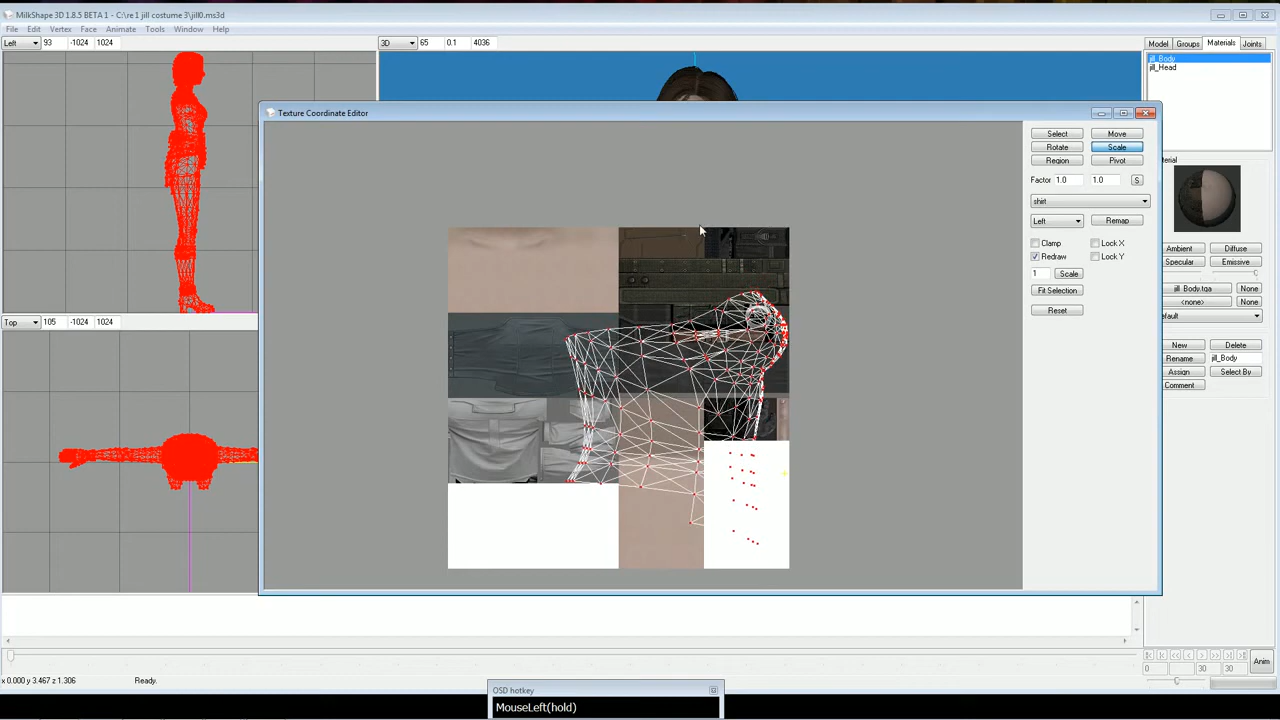 MilkShape 3D 1.8.5 BETA 1 - C:\re 1 jill costume 3\jill0.ms3d
File Edit Vertex Face Animate Tools Window Help
Left 93 -1024 1024
3D 65 0.1 4036
Model Groups Materials Joints
jill_Body
jill_Head
Texture Coordinate Editor
Select Move
Rotate Scale
Region Pivot
Factor 1.0 1.0 S
shirt
Left Remap
Clamp Lock X
Redraw Lock Y
1 Scale
Fit Selection
Reset
Ambient Diffuse
Specular Emissive
jill_Body.tga None
<none> None
New Delete
Rename jill_Body
Assign Select By
Comment
Top 105 -1024 1024
0 1 30 30
Anim
x 0.000 y 3.467 z 1.306 Ready.
OSD hotkey
MouseLeft(hold)